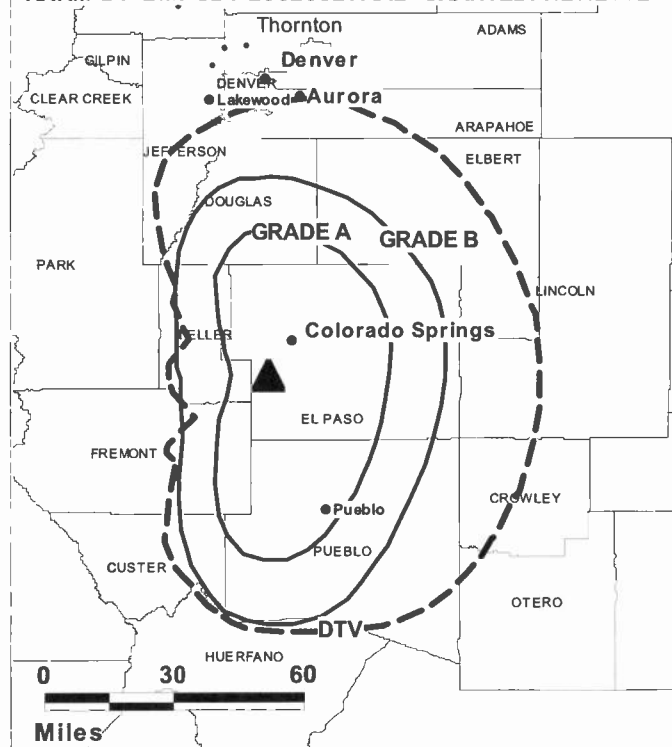 Thornton
ADAMS
GILPIN
Denver
DENVER
CLEAR CREEK
Lakewood
Aurora
ARAPAHOE
JEFFERSON
ELBERT
DOUGLAS
GRADE A
GRADE B
PARK
LINCOLN
Colorado Springs
ELLER
EL PASO
FREMONT
CROWLEY
Pueblo
PUEBLO
CUSTER
OTERO
DTV
HUERFANO
0 30 60
Miles